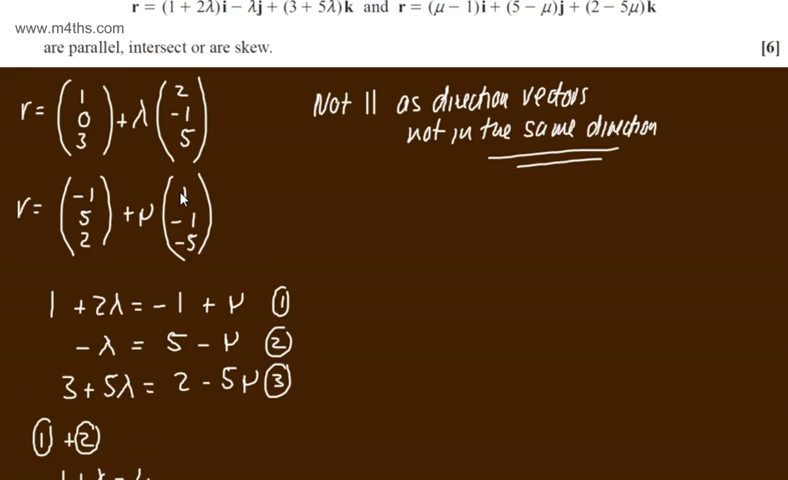 r = (1 + 2λ)i − λj + (3 + 5λ)k and r = (μ − 1)i + (5 − μ)j + (2 − 5μ)k
www.m4ths.com
are parallel, intersect or are skew. [6]
r = (1 0 3) + λ (2 -1 5)
Not || as direction vectors
not in the same direction
r = (-1 5 2) + μ (1 -1 -5)
1 + 2λ = -1 + μ ①
-λ = 5 - μ ②
3 + 5λ = 2 - 5μ ③
① + ②